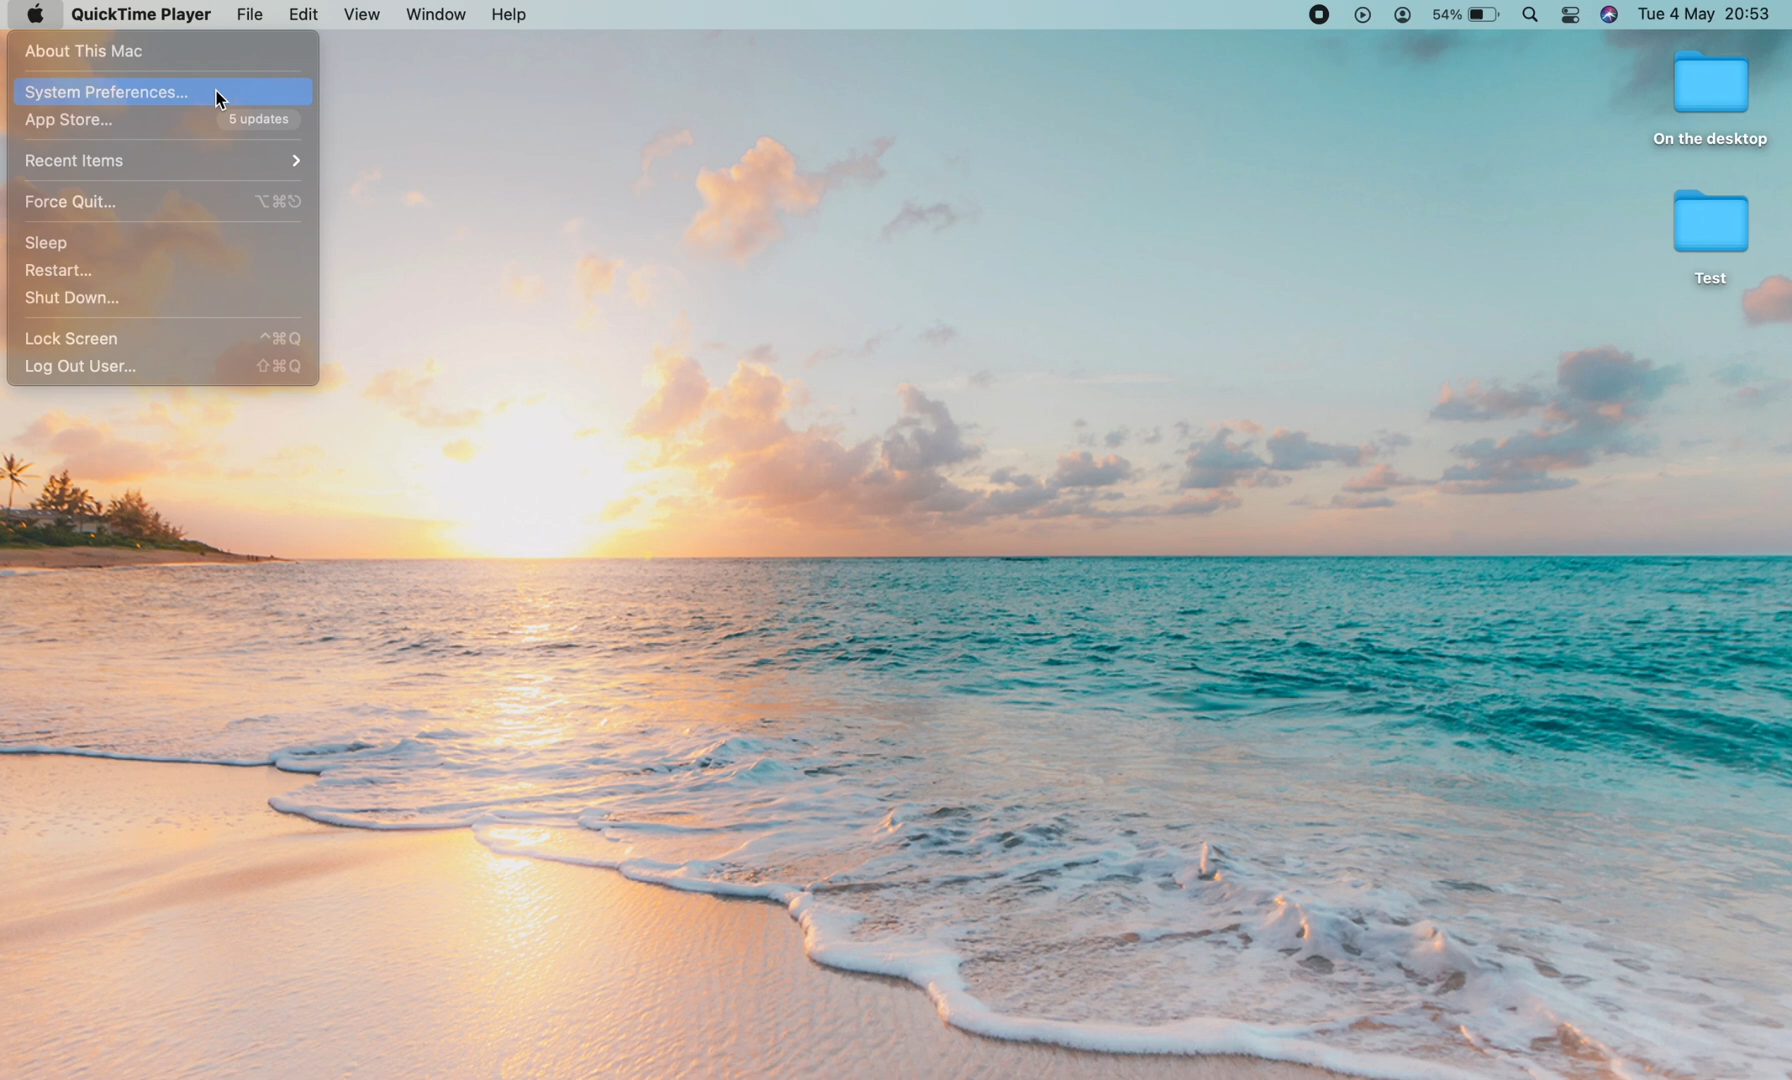 QuickTime Player File Edit View Window Help 54% Tue 4 May 20:53
About This Mac
System Preferences...
App Store... 5 updates
Recent Items
Force Quit... ⌥⌘⎋
Sleep
Restart...
Shut Down...
Lock Screen ^⌘Q
Log Out User... ⇧⌘Q
On the desktop
Test